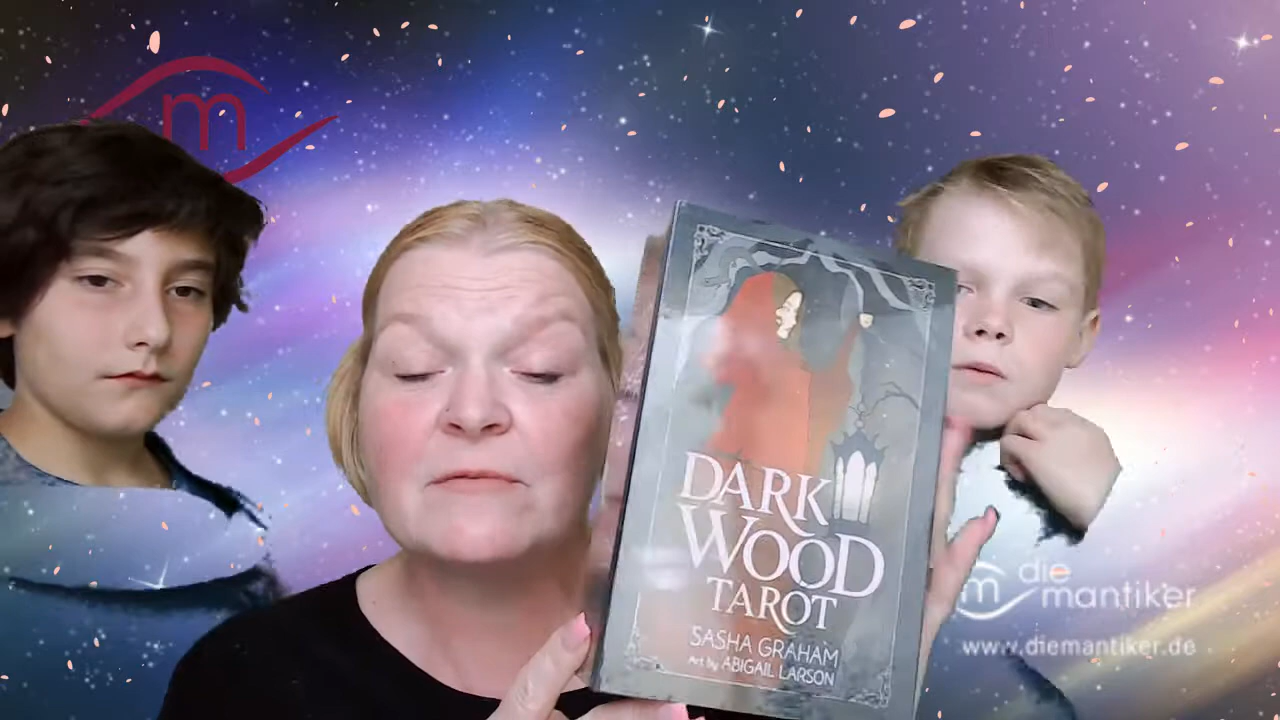 m
DARK
WOOD
TAROT
SASHA GRAHAM
Art by ABIGAIL LARSON
m die
mantiker
www.diemantiker.de